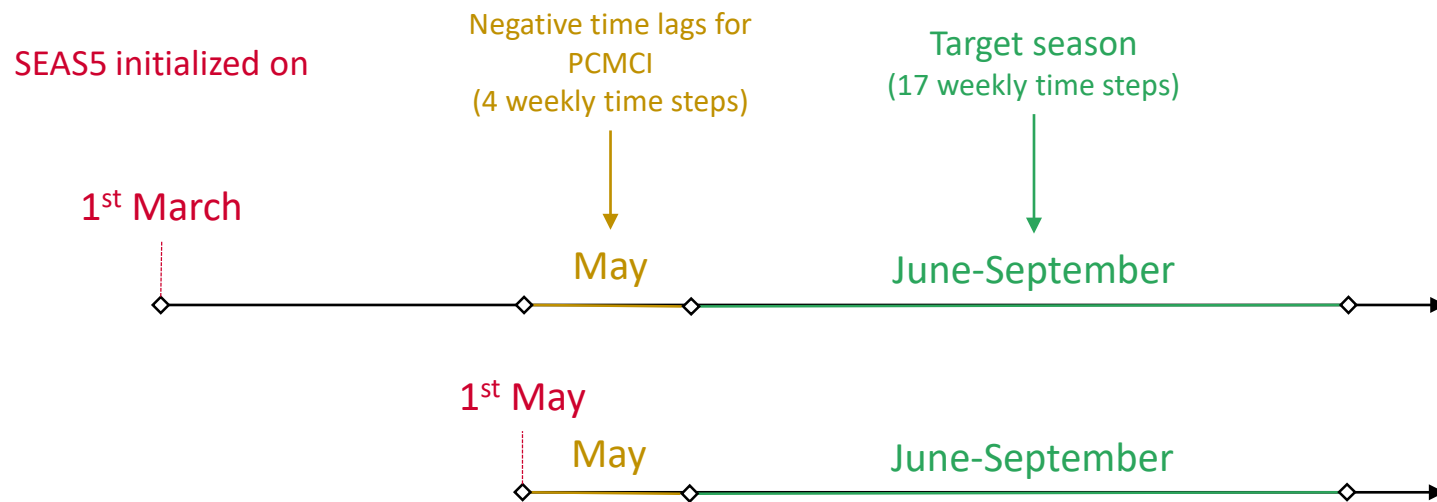 SEAS5 initialized on
Negative time lags for
PCMCI
(4 weekly time steps)
Target season
(17 weekly time steps)
1st March
May
June-September
1st May
May
June-September